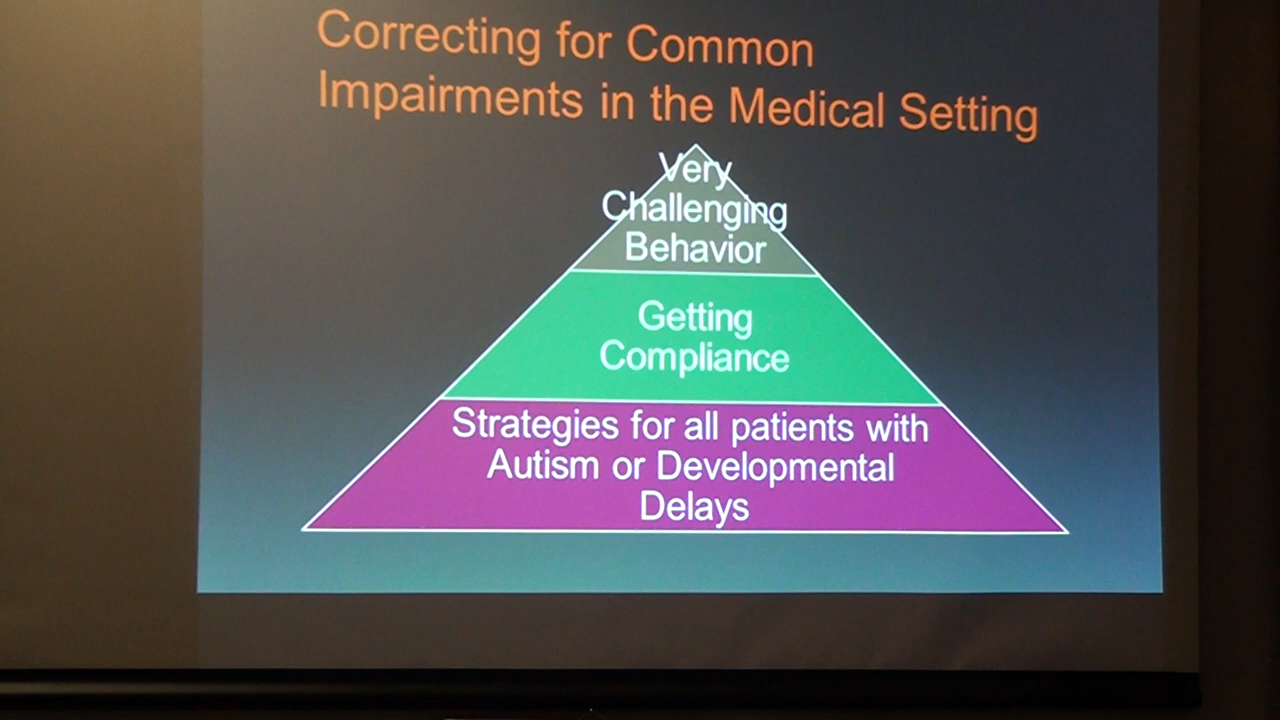 Correcting for Common
Impairments in the Medical Setting
Very
Challenging
Behavior
Getting
Compliance
Strategies for all patients with
Autism or Developmental
Delays